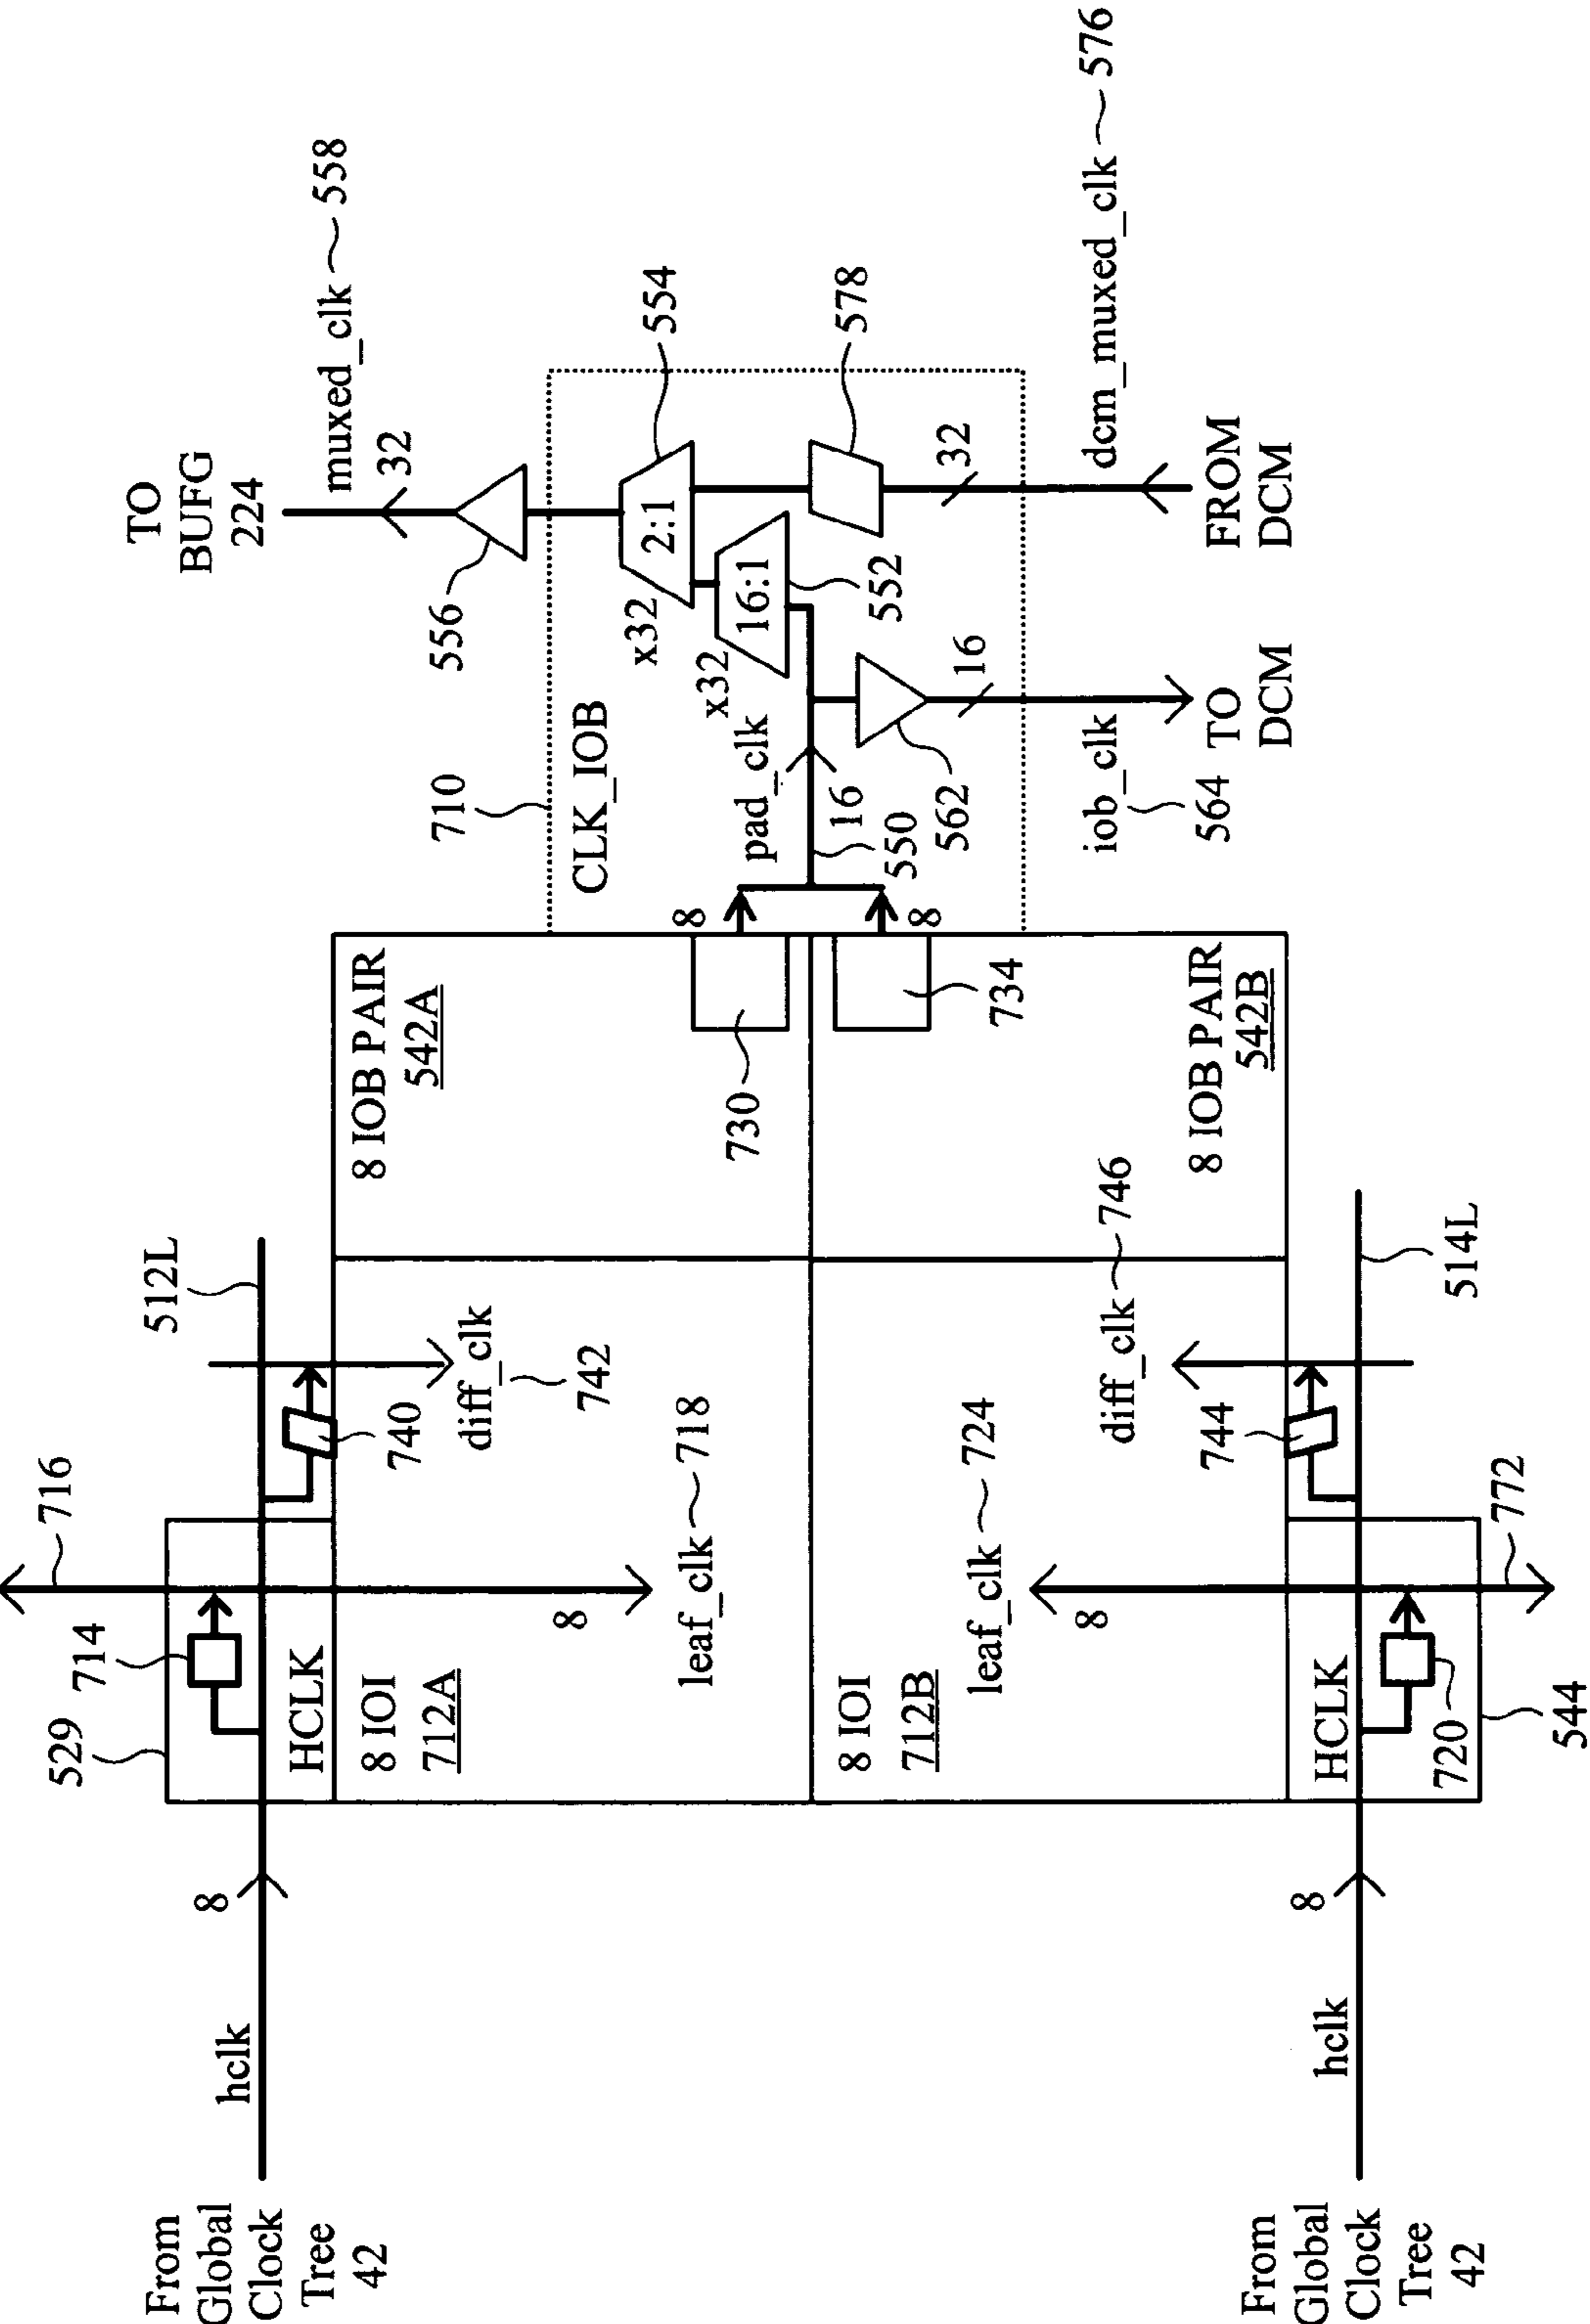 From
Global
Clock
Tree
42
hclk
8
529
714
716
HCLK
512L
8 IOI
712A
8
leaf_clk
718
740
diff_clk
742
8 IOB PAIR
542A
730
8
710
CLK_IOB
pad_clk
16
550
562
x32
16:1
552
x32
2:1
554
556
TO
BUFG
224
muxed_clk
558
32
578
32
dcm_muxed_clk
576
FROM
DCM
16
iob_clk
564
TO
DCM
8
734
8 IOB PAIR
542B
8 IOI
712B
leaf_clk
724
8
diff_clk
746
744
514L
HCLK
720
772
544
From
Global
Clock
Tree
42
hclk
8